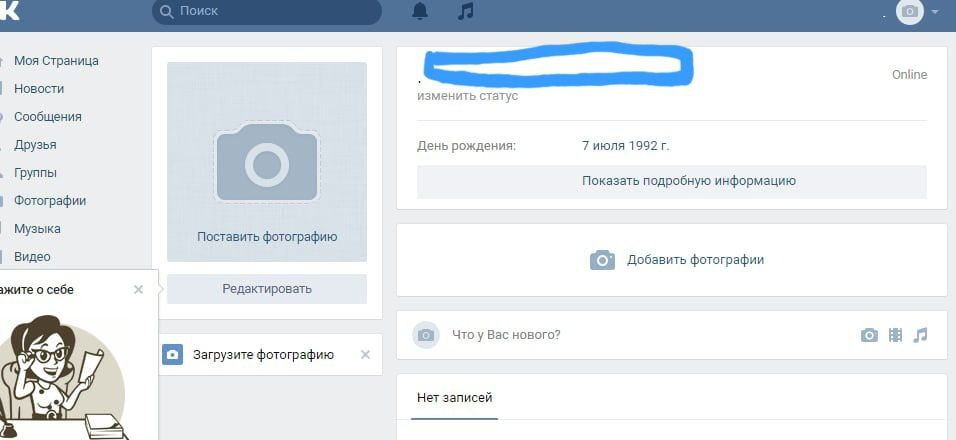 Поиск
Моя Страница
Новости
Сообщения
Друзья
Группы
Фотографии
Музыка
Видео
ажите о себе
Поставить фотографию
Редактировать
Загрузите фотографию
Online
изменить статус
День рождения: 7 июля 1992 г.
Показать подробную информацию
Добавить фотографии
Что у Вас нового?
Нет записей